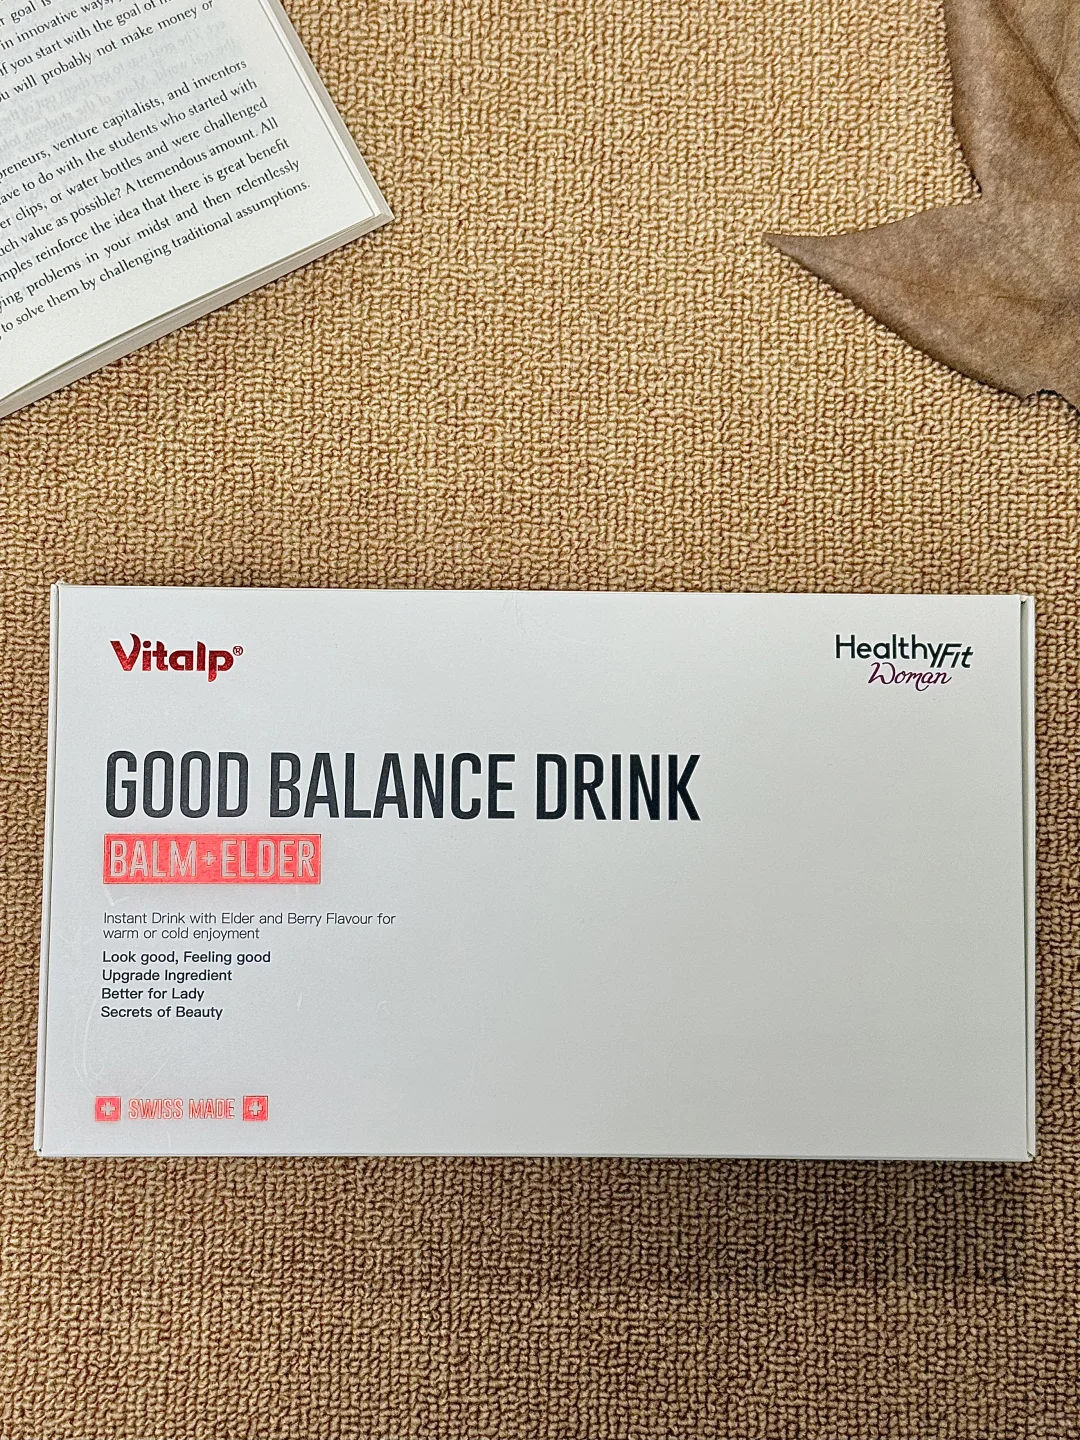 r goal is
in innovative ways, y
if you start with the goal of m
u will probably not make money or
preneurs, venture capitalists, and inventors
ave to do with the students who started with
er clips, or water bottles and were challenged
uch value as possible? A tremendous amount. All
mples reinforce the idea that there is great benefit
ying problems in your midst and then relentlessly
to solve them by challenging traditional assumptions.
Vitalp®
HealthyFit
Woman
GOOD BALANCE DRINK
BALM+ELDER
Instant Drink with Elder and Berry Flavour for
warm or cold enjoyment
Look good, Feeling good
Upgrade Ingredient
Better for Lady
Secrets of Beauty
SWISS MADE